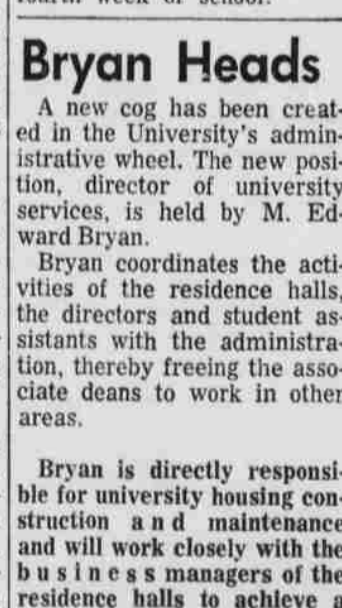 fourth week of school.
Bryan Heads
A new cog has been creat-
ed in the University's admin-
istrative wheel. The new posi-
tion, director of university
services, is held by M. Ed-
ward Bryan.
Bryan coordinates the acti-
vities of the residence halls,
the directors and student as-
sistants with the administra-
tion, thereby freeing the asso-
ciate deans to work in other
areas.
Bryan is directly responsi-
ble for university housing con-
struction and maintenance
and will work closely with the
business managers of the
residence halls to achieve a